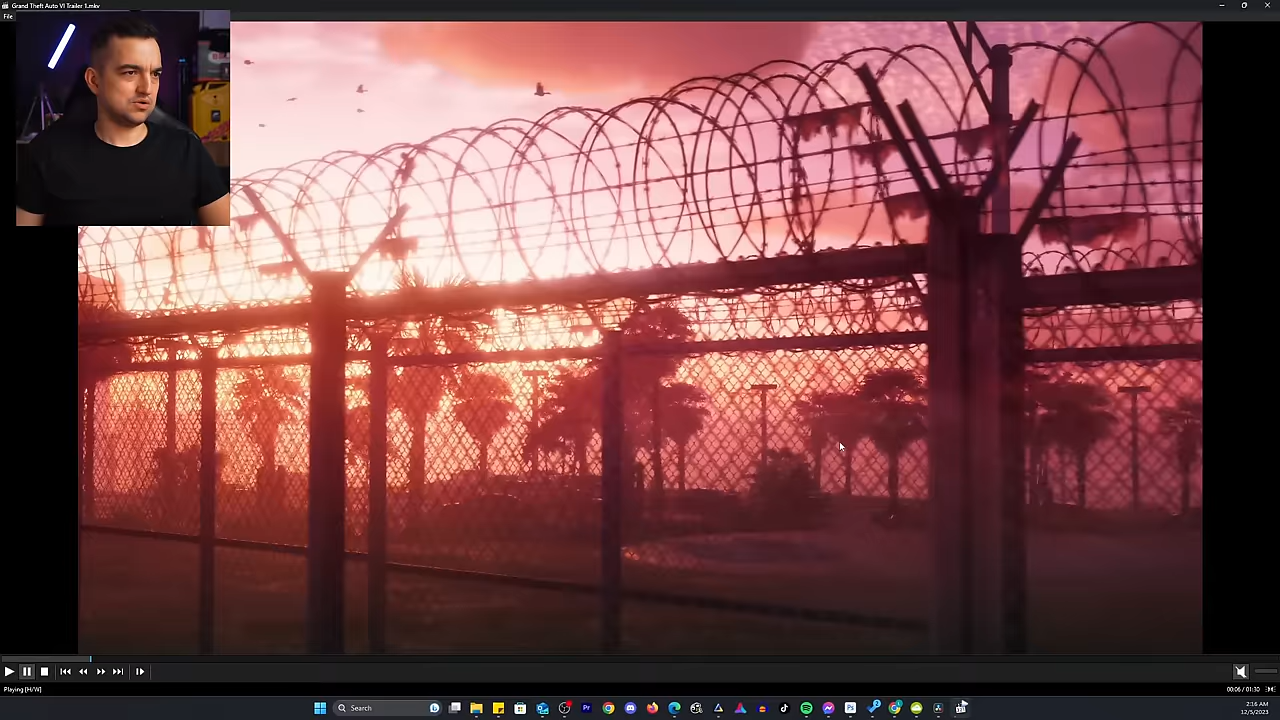 Grand Theft Auto VI Trailer 1.mkv
File
Playing [H/W]
00:06 / 01:30
Search
2:16 AM
12/5/2023